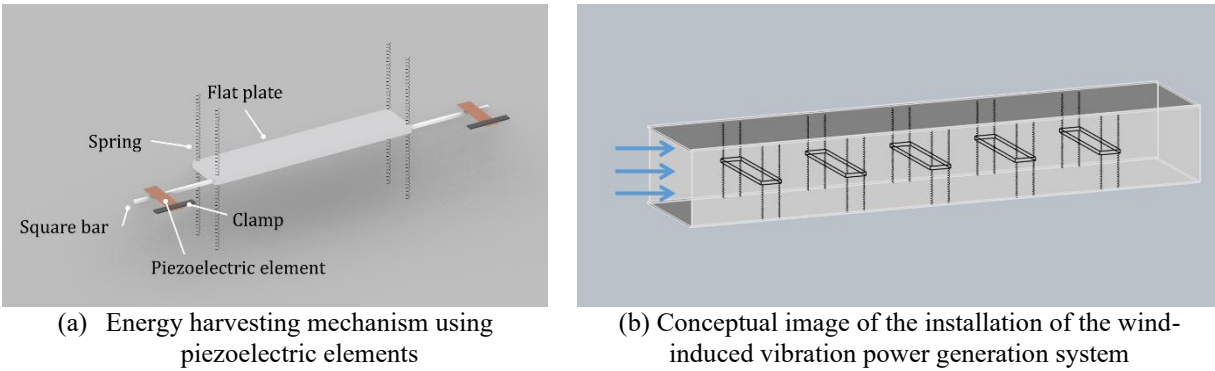 Flat plate
Spring
Clamp
Square bar
Piezoelectric element
(a) Energy harvesting mechanism using
piezoelectric elements
(b) Conceptual image of the installation of the wind-
induced vibration power generation system